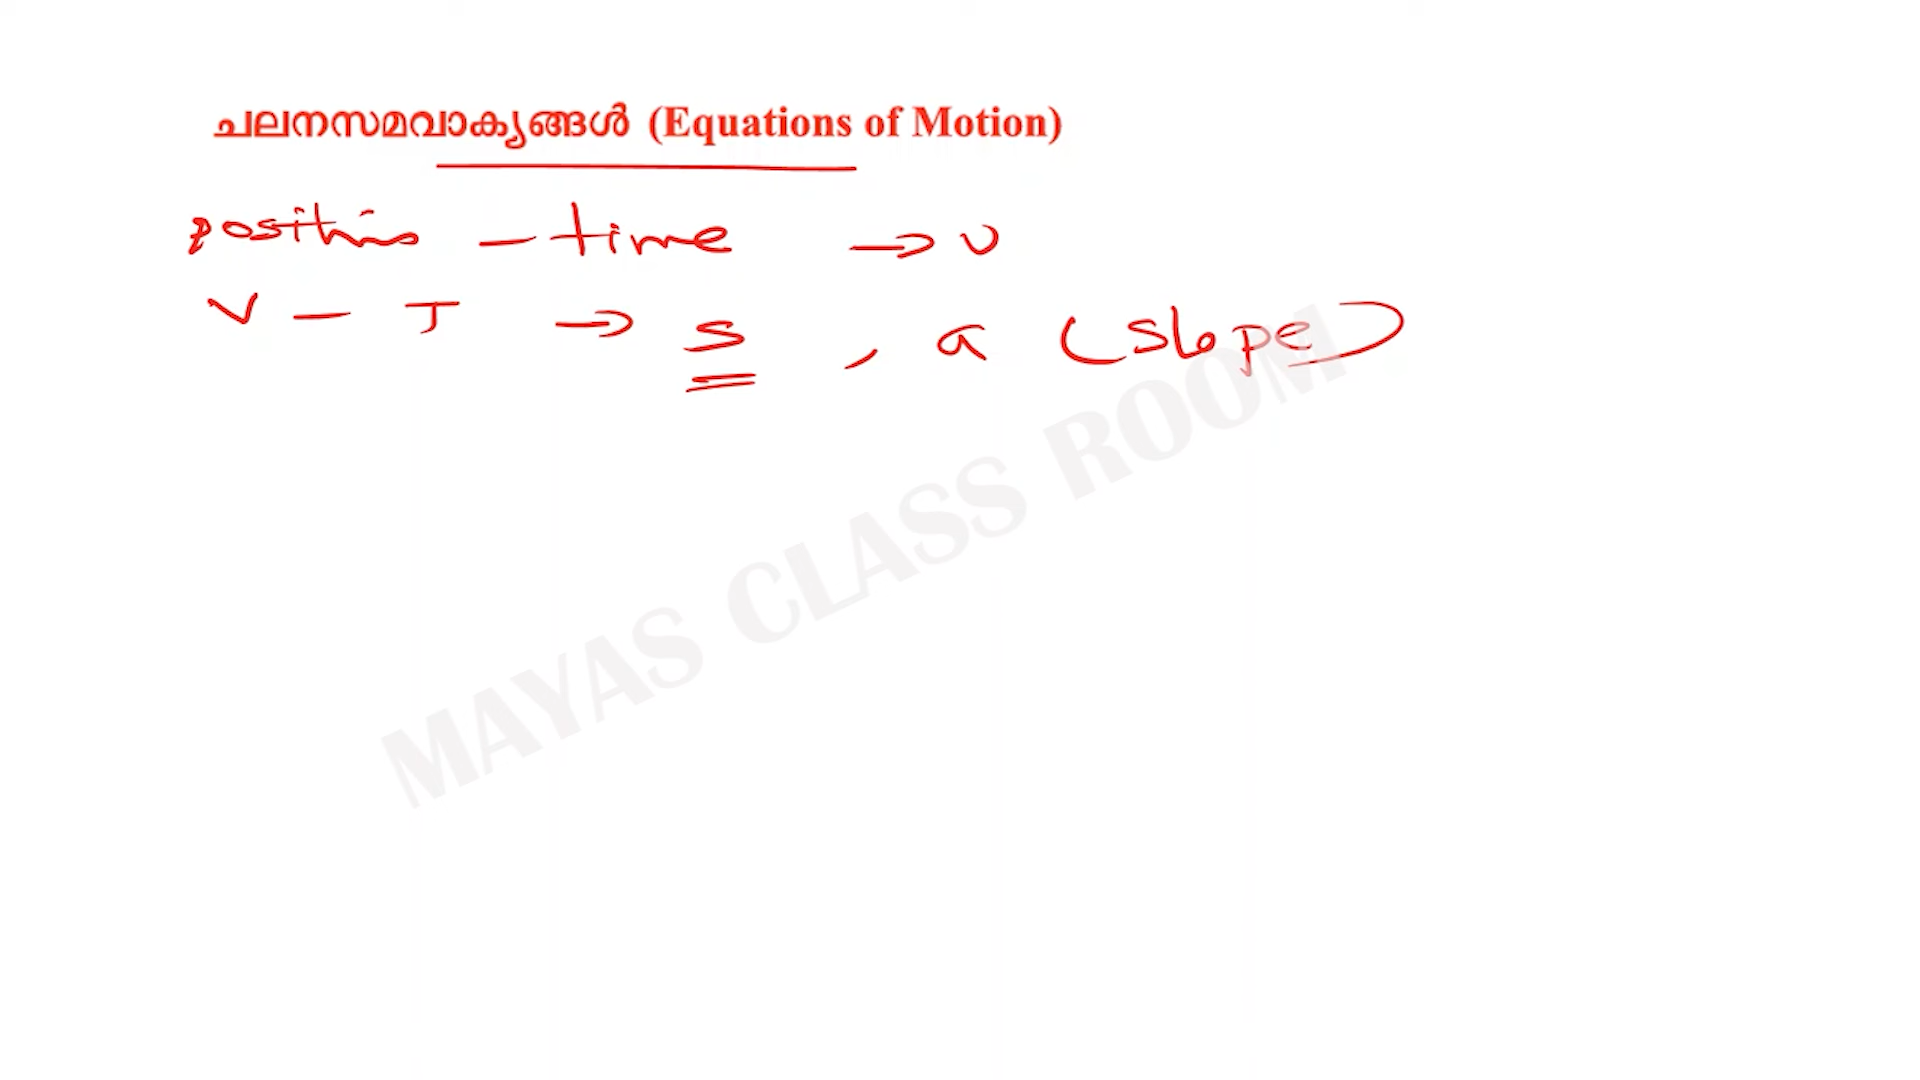 ചലനസമവാക്യങ്ങൾ (Equations of Motion)
position - time → v
V - T → s , a (slope)
MAYAS CLASS ROOM